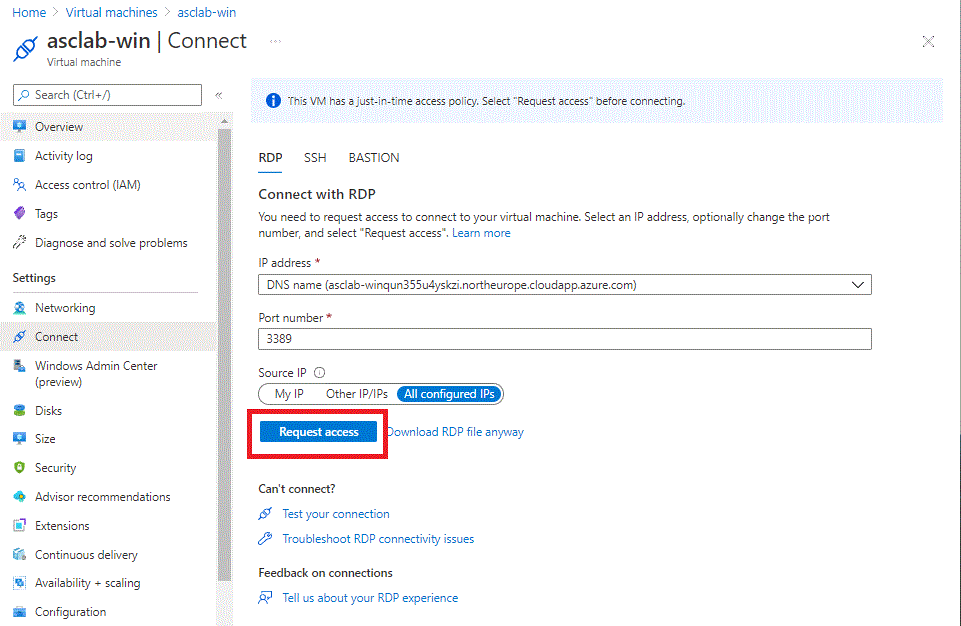 Home > Virtual machines > asclab-win
asclab-win | Connect ...
Virtual machine
Search (Ctrl+/)
«
Overview
Activity log
Access control (IAM)
Tags
Diagnose and solve problems
Settings
Networking
Connect
Windows Admin Center
(preview)
Disks
Size
Security
Advisor recommendations
Extensions
Continuous delivery
Availability + scaling
Configuration
This VM has a just-in-time access policy. Select "Request access" before connecting.
RDP SSH BASTION
Connect with RDP
You need to request access to connect to your virtual machine. Select an IP address, optionally change the port
number, and select "Request access". Learn more
IP address *
DNS name (asclab-winqun355u4yskzi.northeurope.cloudapp.azure.com)
Port number *
3389
Source IP
My IP Other IP/IPs All configured IPs
Request access Download RDP file anyway
Can't connect?
Test your connection
Troubleshoot RDP connectivity issues
Feedback on connections
Tell us about your RDP experience